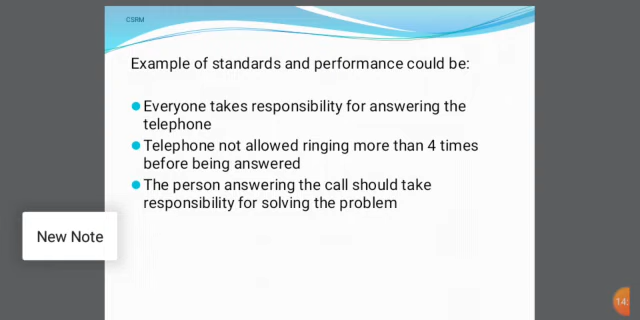 CSRM
Example of standards and performance could be:
Everyone takes responsibility for answering the
telephone
Telephone not allowed ringing more than 4 times
before being answered
The person answering the call should take
responsibility for solving the problem
New Note
14: